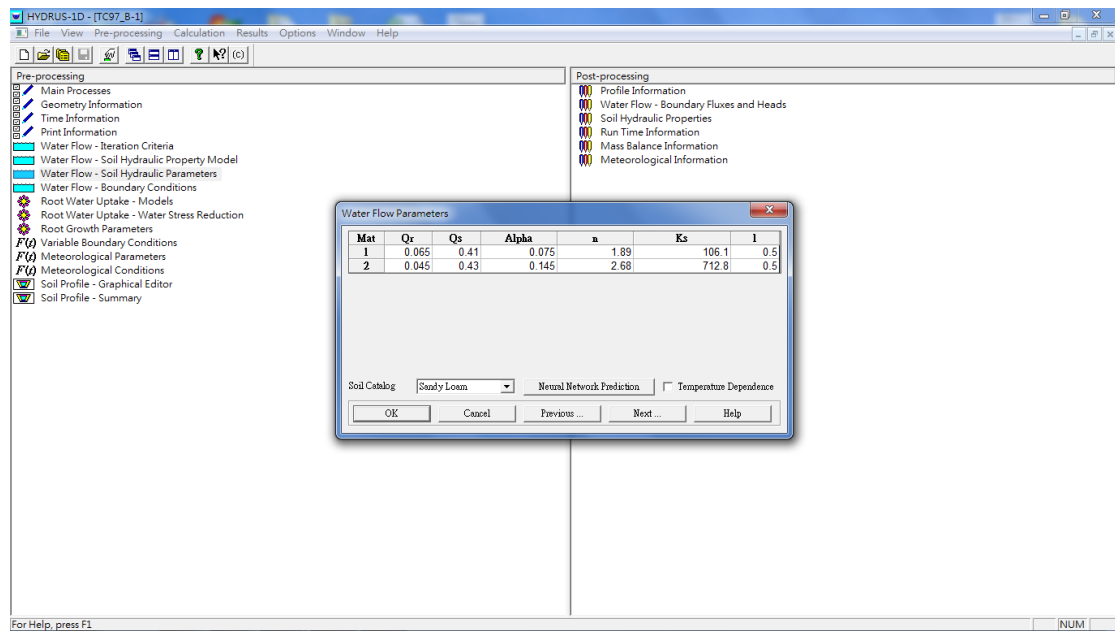 HYDRUS-1D - [TC97_B-1]
File View Pre-processing Calculation Results Options Window Help
Pre-processing
Main Processes
Geometry Information
Time Information
Print Information
Water Flow - Iteration Criteria
Water Flow - Soil Hydraulic Property Model
Water Flow - Soil Hydraulic Parameters
Water Flow - Boundary Conditions
Root Water Uptake - Models
Root Water Uptake - Water Stress Reduction
Root Growth Parameters
F(t) Variable Boundary Conditions
F(t) Meteorological Parameters
F(t) Meteorological Conditions
Soil Profile - Graphical Editor
Soil Profile - Summary
Post-processing
Profile Information
Water Flow - Boundary Fluxes and Heads
Soil Hydraulic Properties
Run Time Information
Mass Balance Information
Meteorological Information
Water Flow Parameters
Mat Qr Qs Alpha n Ks l
1 0.065 0.41 0.075 1.89 106.1 0.5
2 0.045 0.43 0.145 2.68 712.8 0.5
Soil Catalog Sandy Loam Neural Network Prediction Temperature Dependence
OK Cancel Previous ... Next ... Help
For Help, press F1 NUM